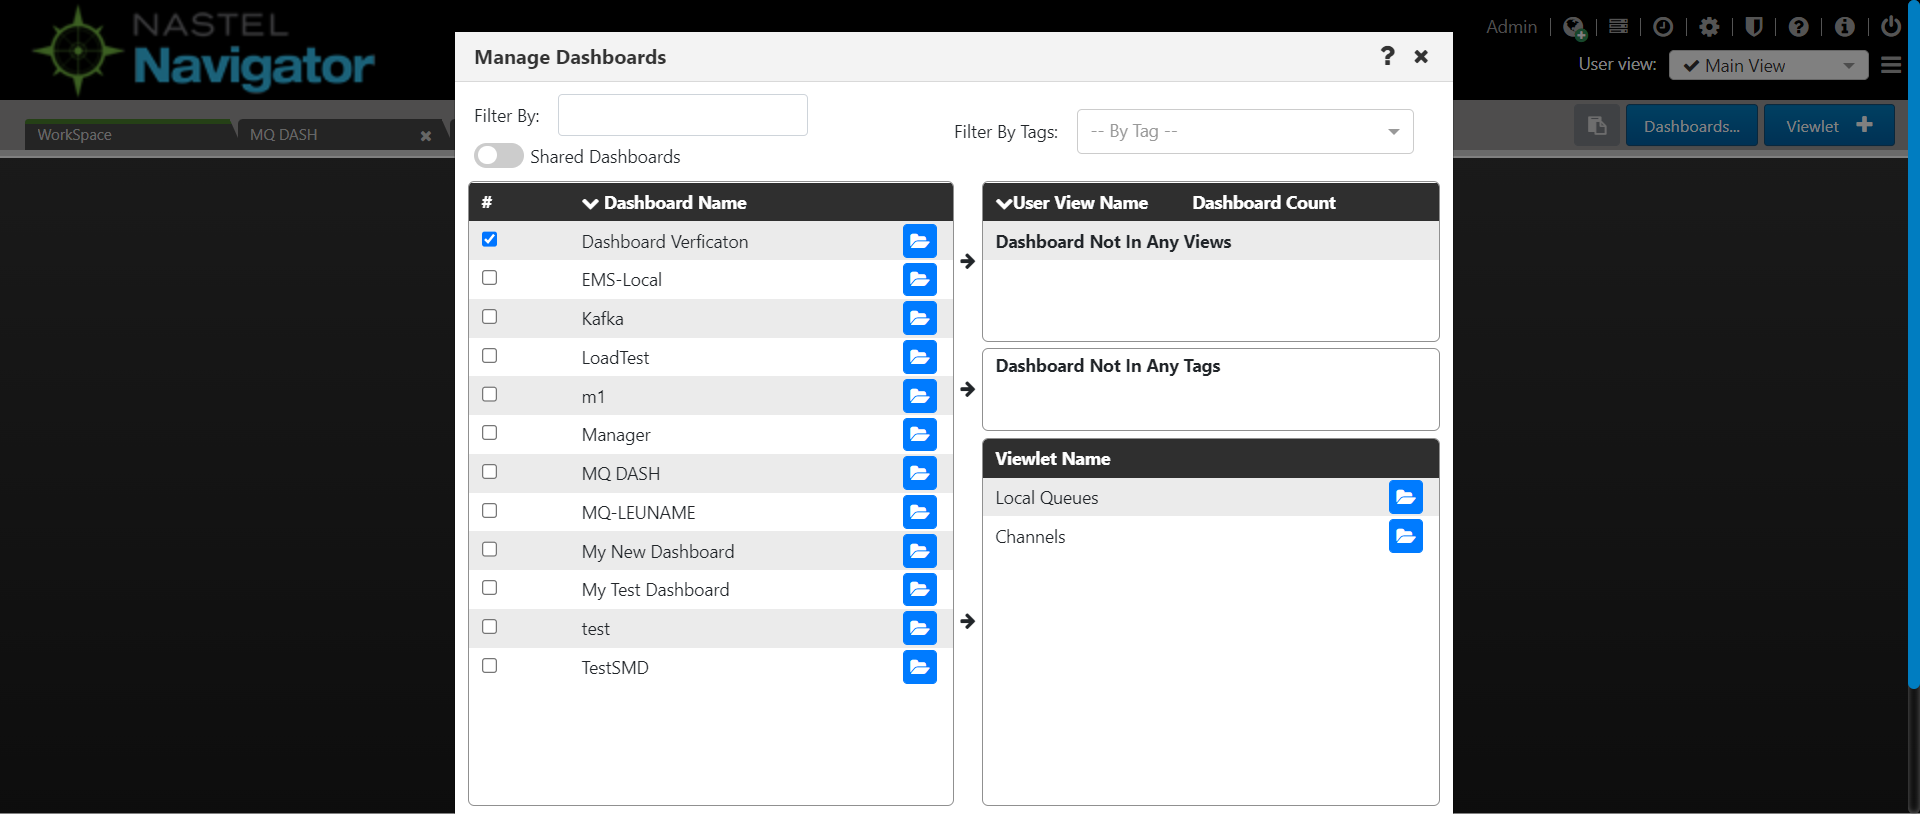 NASTEL
Navigator
Admin
User view:
Main View
WorkSpace
MQ DASH
Dashboards...
Viewlet
Manage Dashboards
Filter By:
Filter By Tags:
-- By Tag --
Shared Dashboards
# Dashboard Name
Dashboard Verficaton
EMS-Local
Kafka
LoadTest
m1
Manager
MQ DASH
MQ-LEUNAME
My New Dashboard
My Test Dashboard
test
TestSMD
User View Name Dashboard Count
Dashboard Not In Any Views
Dashboard Not In Any Tags
Viewlet Name
Local Queues
Channels